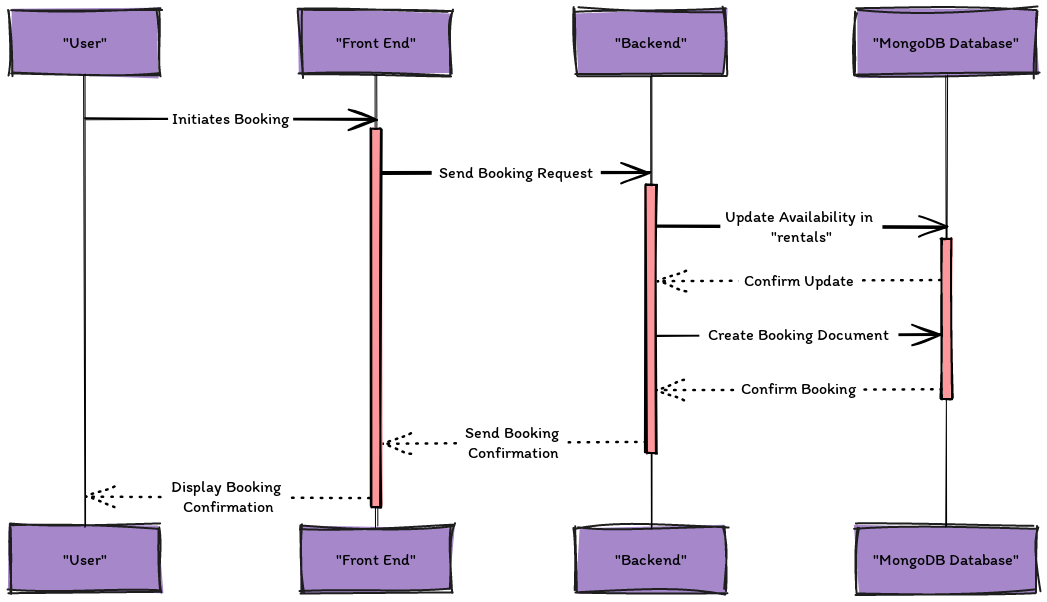 "User"
"Front End"
"Backend"
"MongoDB Database"
Initiates Booking
Send Booking Request
Update Availability in
"rentals"
Confirm Update
Create Booking Document
Confirm Booking
Send Booking
Confirmation
Display Booking
Confirmation
"User"
"Front End"
"Backend"
"MongoDB Database"